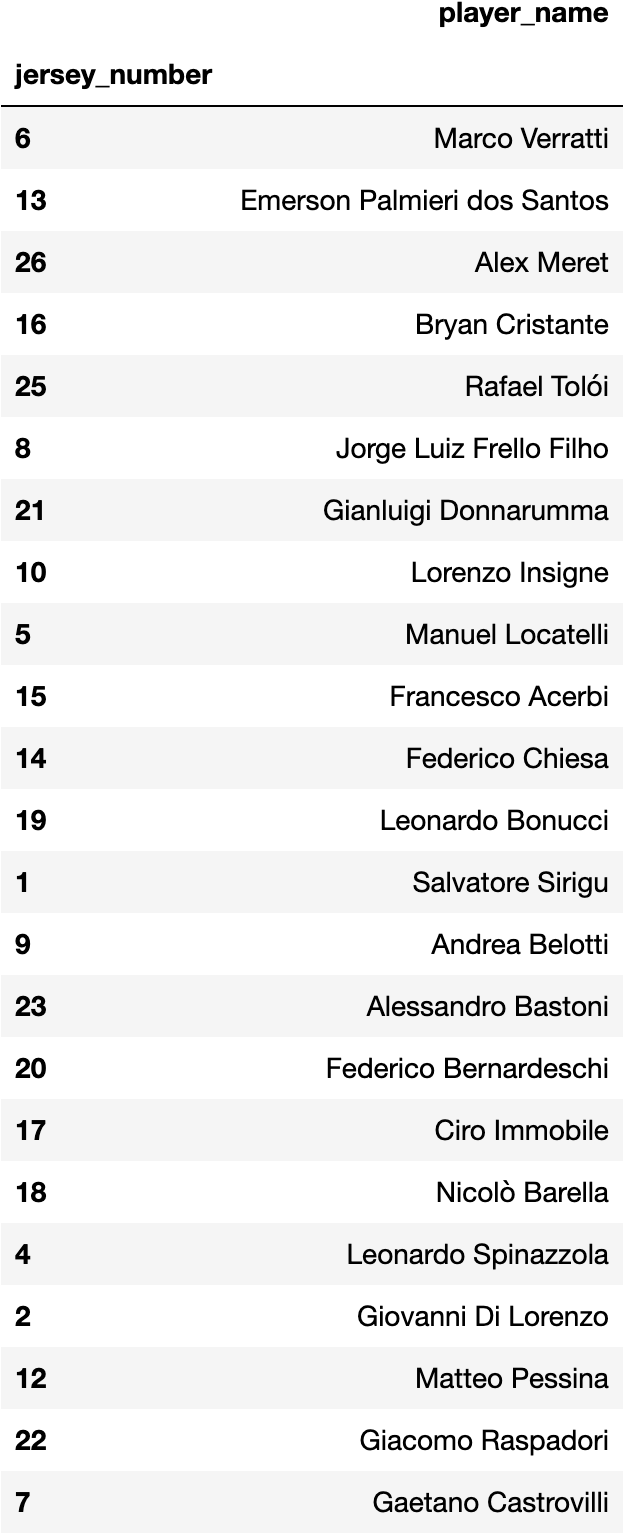 player_name
jersey_number
6 Marco Verratti
13 Emerson Palmieri dos Santos
26 Alex Meret
16 Bryan Cristante
25 Rafael Tolói
8 Jorge Luiz Frello Filho
21 Gianluigi Donnarumma
10 Lorenzo Insigne
5 Manuel Locatelli
15 Francesco Acerbi
14 Federico Chiesa
19 Leonardo Bonucci
1 Salvatore Sirigu
9 Andrea Belotti
23 Alessandro Bastoni
20 Federico Bernardeschi
17 Ciro Immobile
18 Nicolò Barella
4 Leonardo Spinazzola
2 Giovanni Di Lorenzo
12 Matteo Pessina
22 Giacomo Raspadori
7 Gaetano Castrovilli